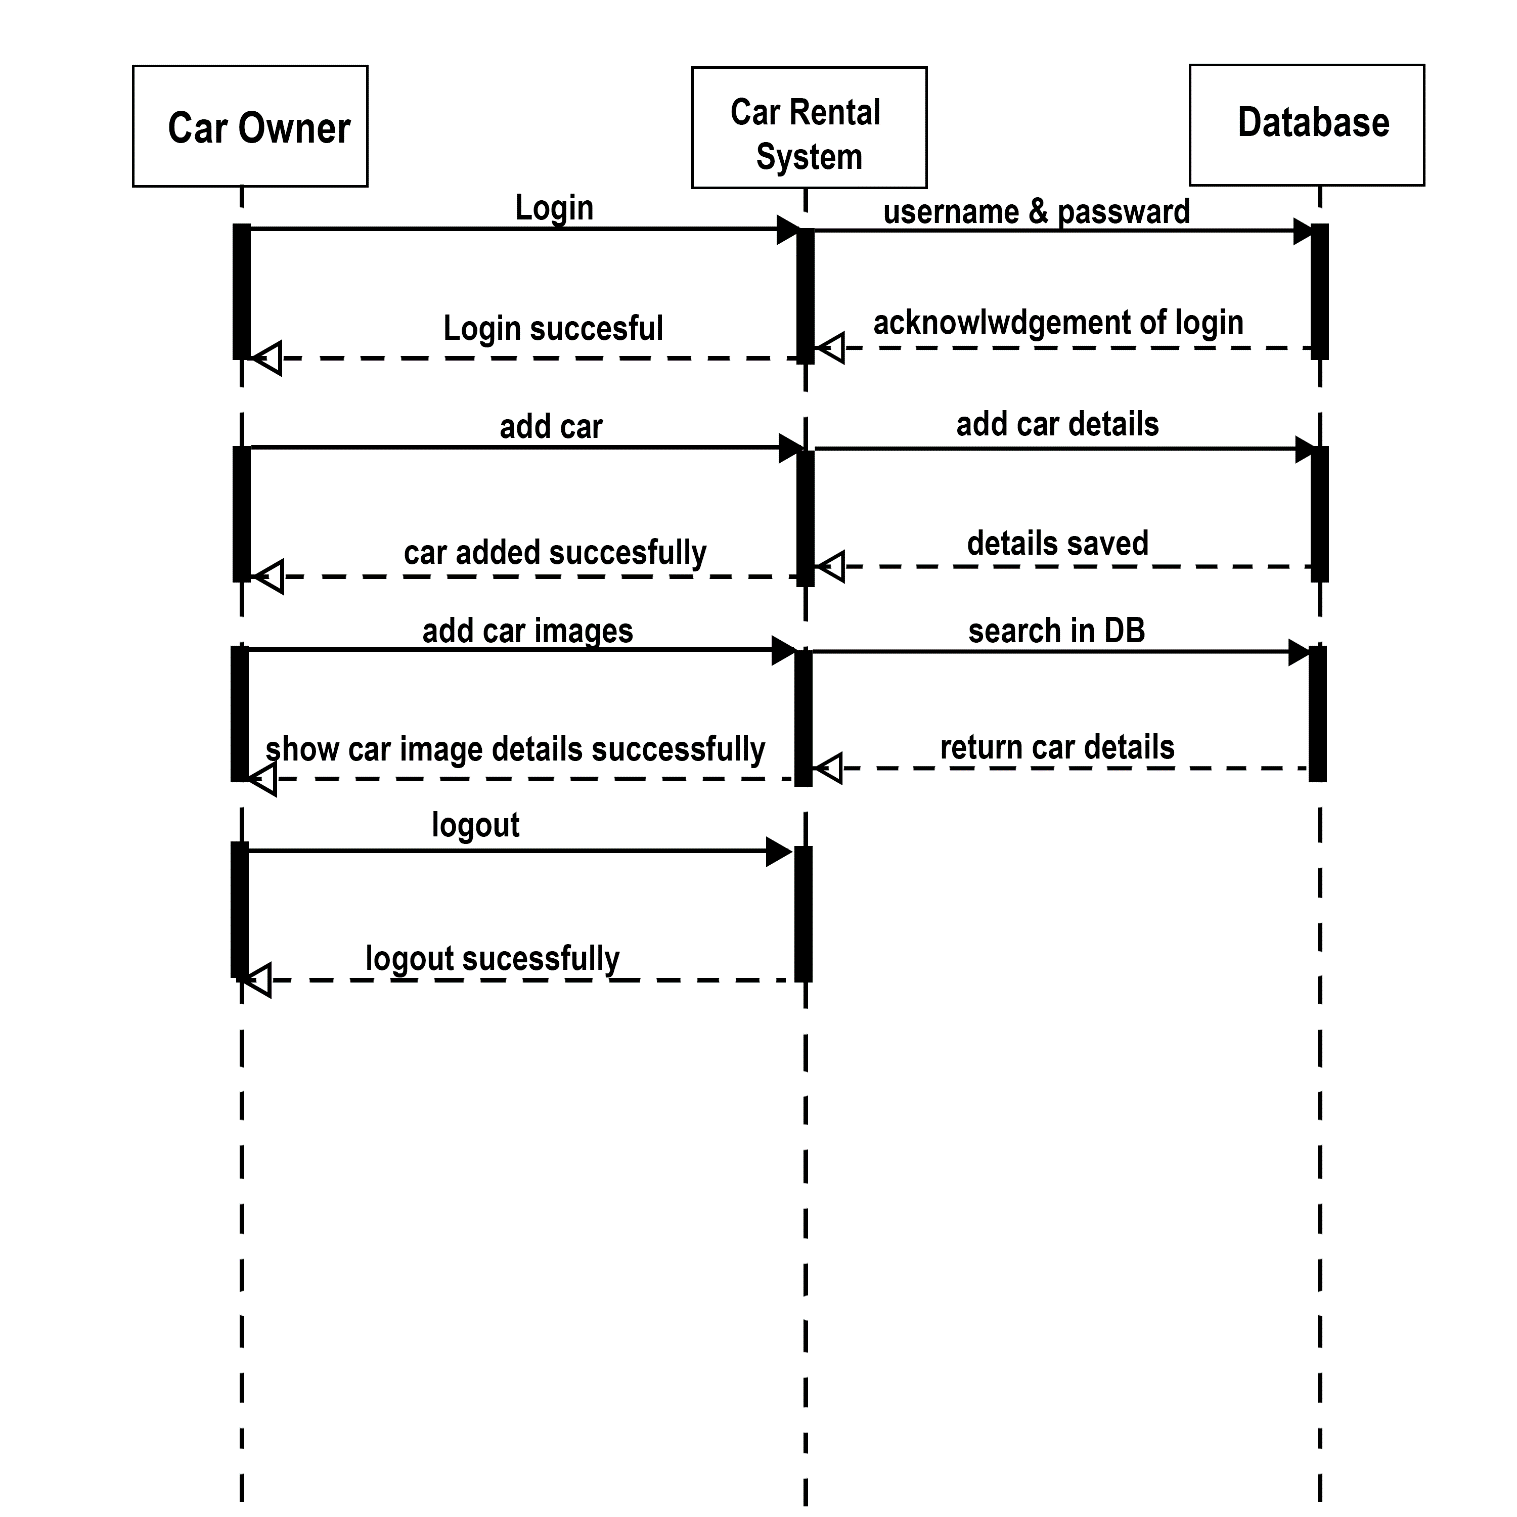 Car Owner
Car Rental
System
Database
Login
username & passward
Login succesful
acknowlwdgement of login
add car
add car details
car added succesfully
details saved
add car images
search in DB
show car image details successfully
return car details
logout
logout sucessfully